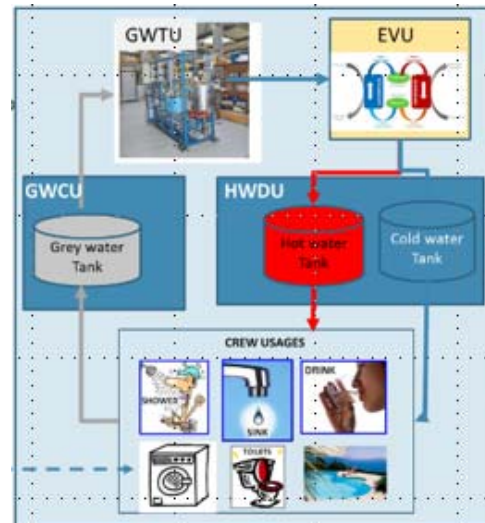 GWTU
EVU
GWCU
Grey water
Tank
HWDU
Hot water
Tank
Cold water
Tank
CREW USAGES
SHOWER
SINK
DRINK
TOILETS